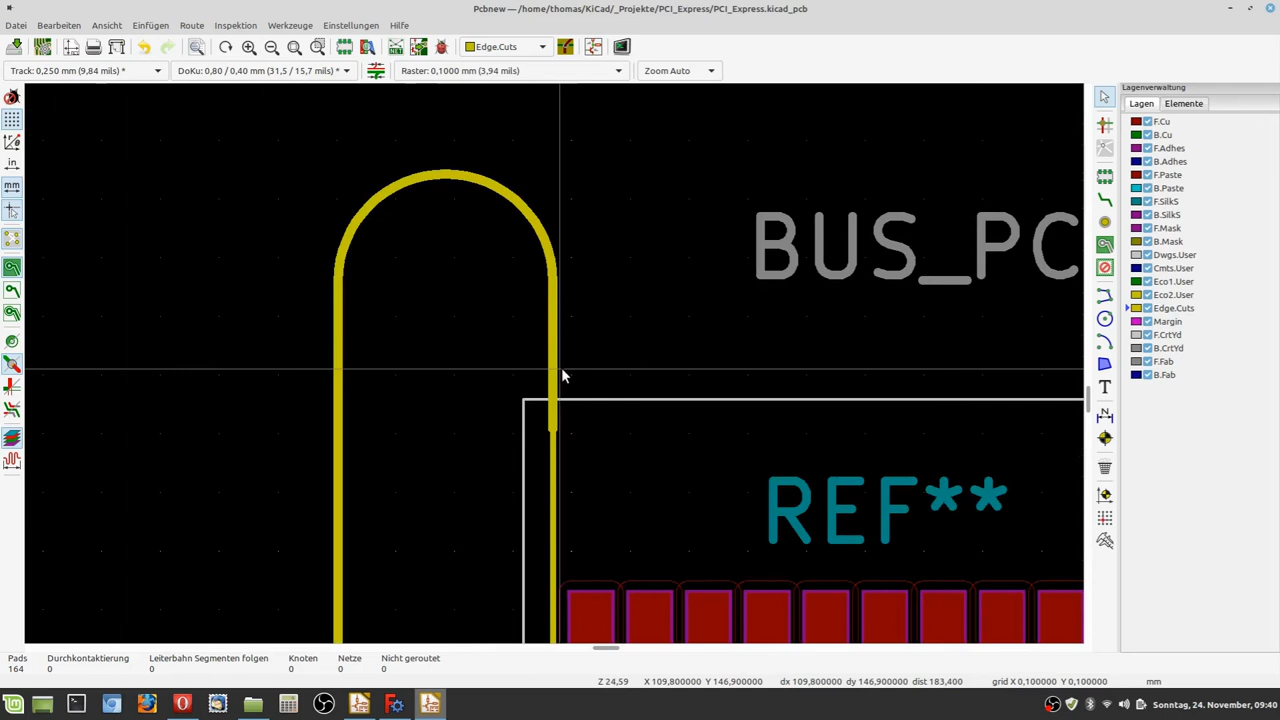 Pcbnew — /home/thomas/KiCad/_Projekte/PCI_Express/PCI_Express.kicad_pcb
Datei Bearbeiten Ansicht Einfügen Route Inspektion Werkzeuge Einstellungen Hilfe
Edge.Cuts
Track: 0,250 mm (9,84 mils) * DoKu: 0,80 / 0,40 mm (31,5 / 15,7 mils) * Raster: 0,1000 mm (3,94 mils) Zoom Auto
Lagenverwaltung
Lagen Elemente
F.Cu
B.Cu
F.Adhes
B.Adhes
F.Paste
B.Paste
F.SilkS
B.SilkS
F.Mask
B.Mask
Dwgs.User
Cmts.User
Eco1.User
Eco2.User
Edge.Cuts
Margin
F.CrtYd
B.CrtYd
F.Fab
B.Fab
in
mm
BUS_PC
REF**
Pads Durchkontaktierung Leiterbahn Segmenten folgen Knoten Netze Nicht geroutet
164 0 0 0 0 0
Z 24,59 X 109,800000 Y 146,900000 dx 109,800000 dy 146,900000 dist 183,400 grid X 0,100000 Y 0,100000 mm
Sonntag, 24. November, 09:40